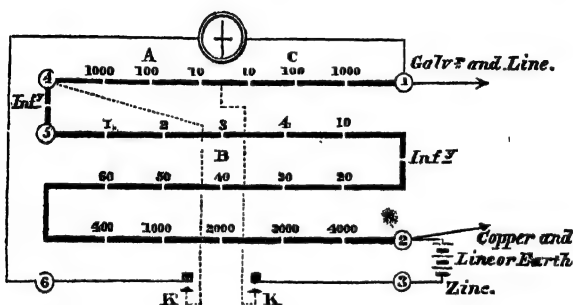 A C
4 1000 100 10 10 100 1000 1
Galvr and Line.
Infy
5 1 2 3 4 10
B
Infy
60 50 40 30 20
400 1000 2000 3000 4000 2
Copper and
Line or Earth
6 3
Zinc.
K' K